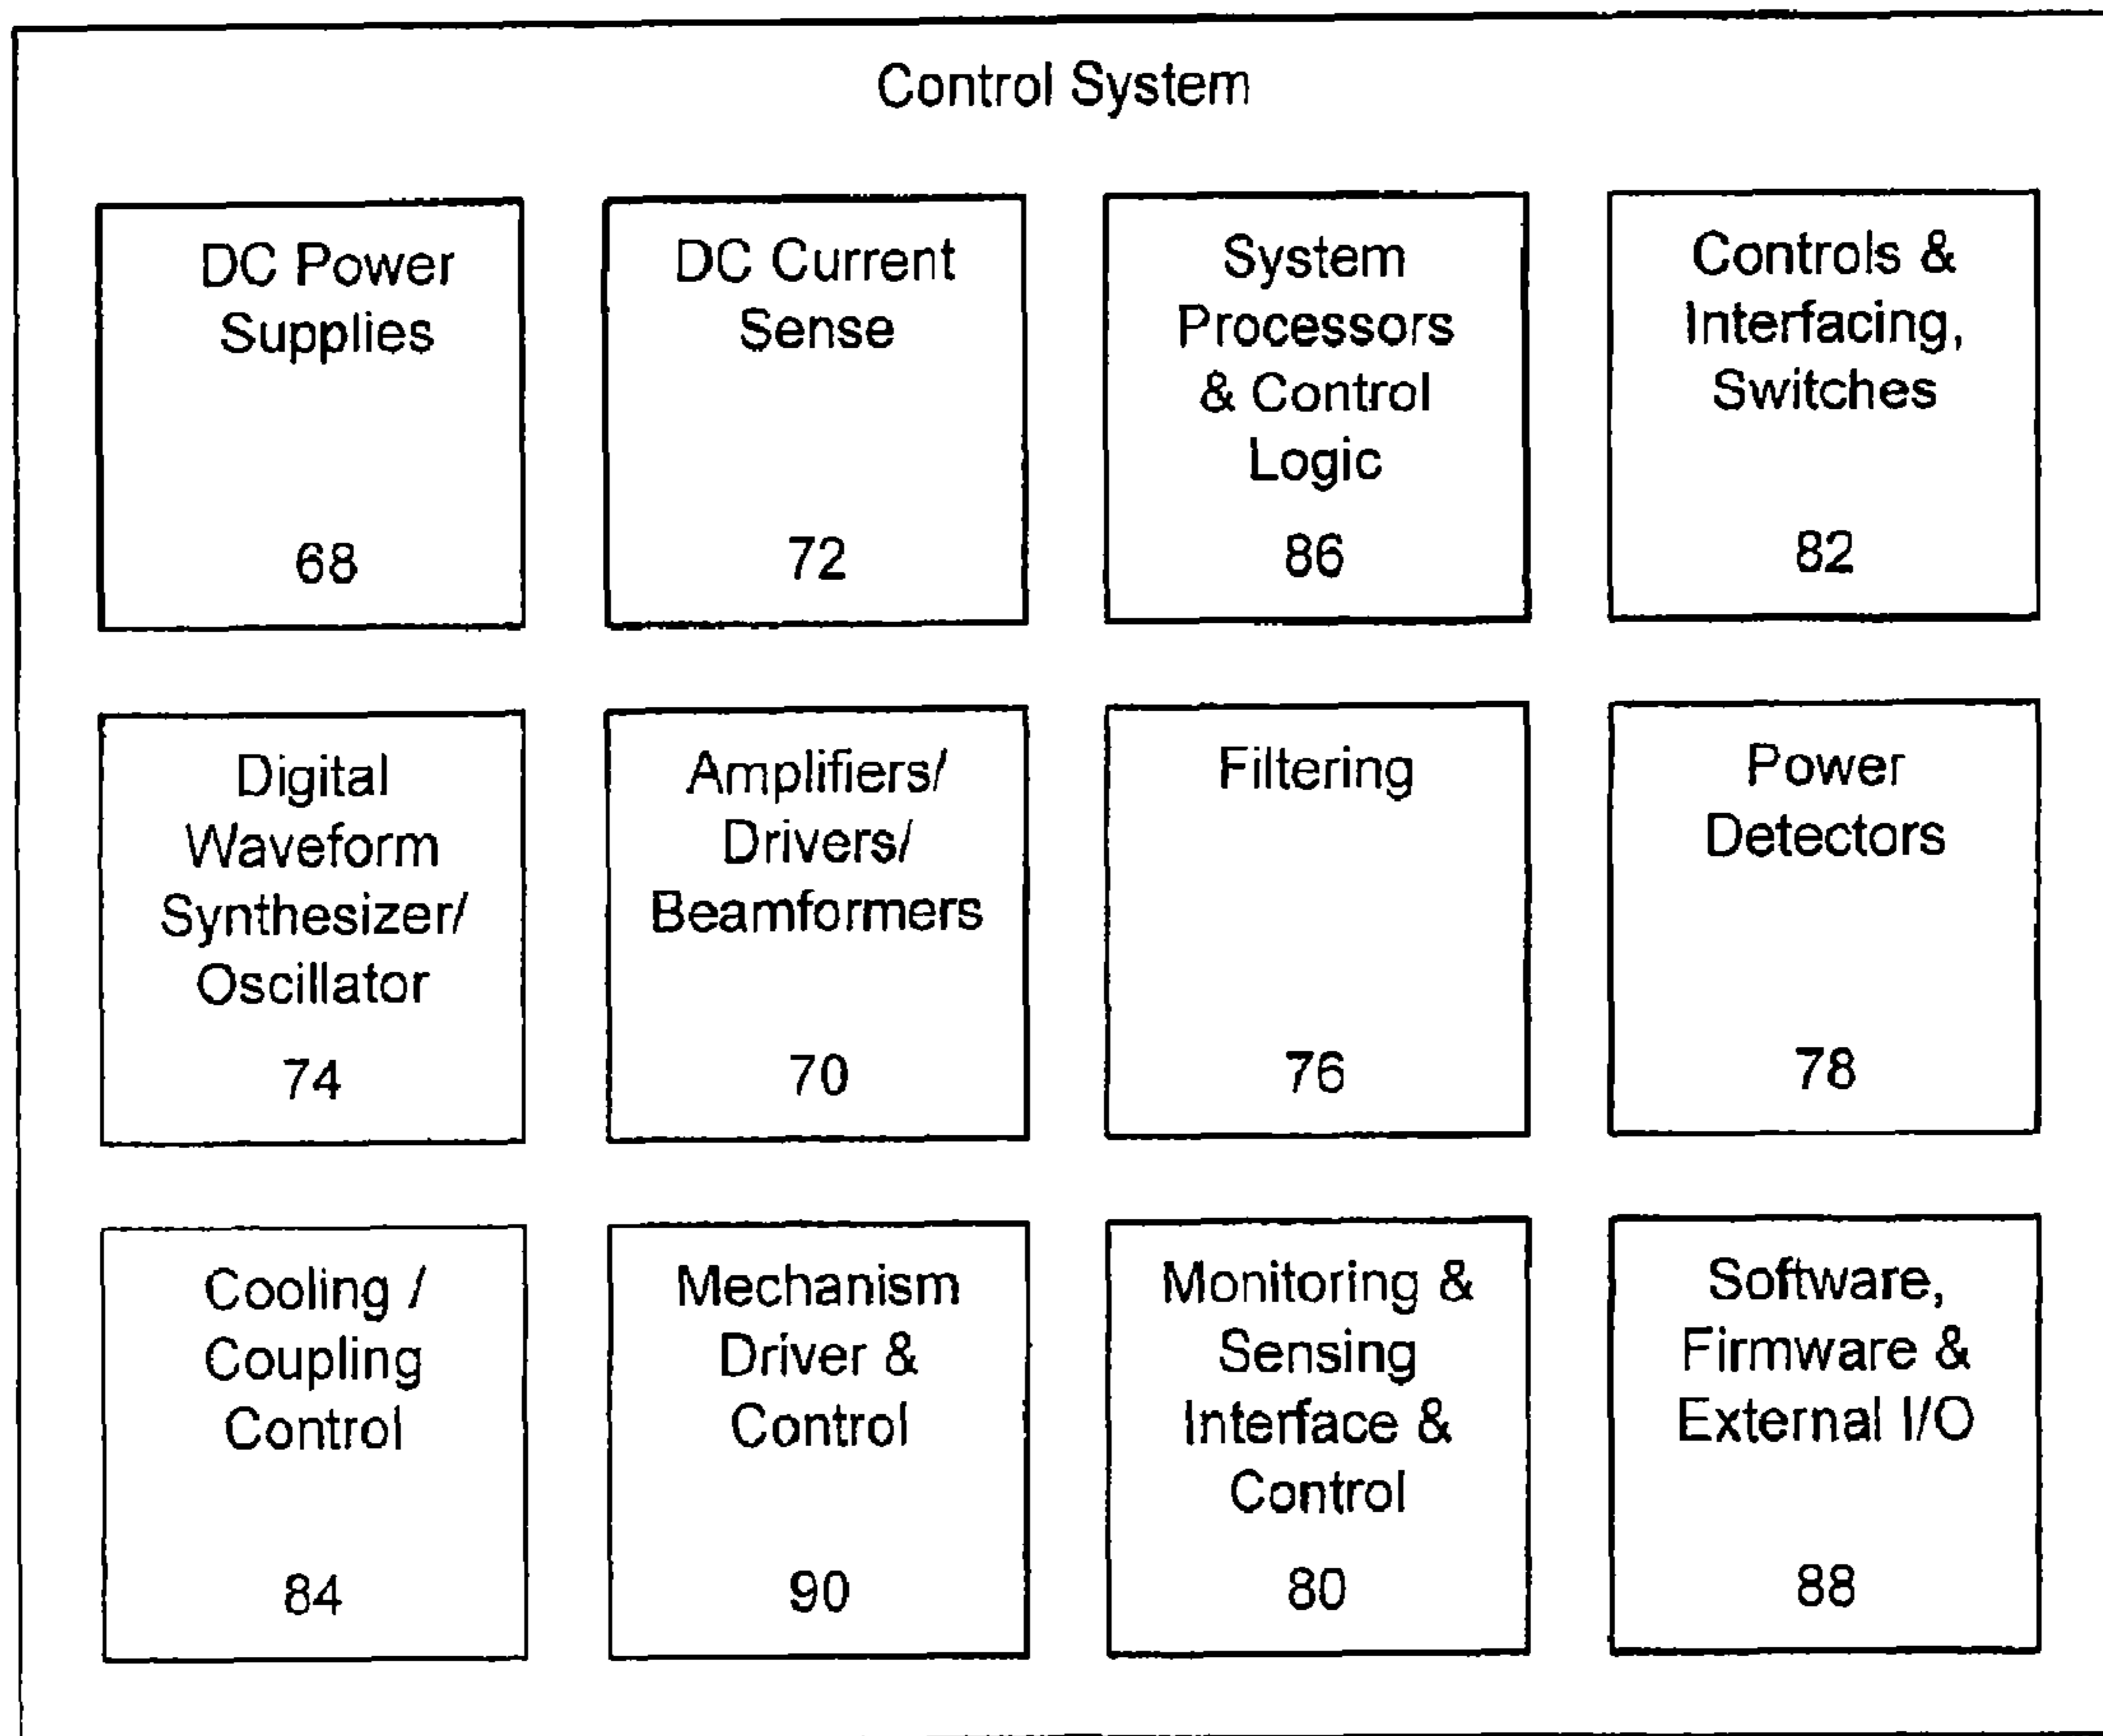 Control System
DC Power
Supplies
68
DC Current
Sense
72
System
Processors
& Control
Logic
86
Controls &
Interfacing,
Switches
82
Digital
Waveform
Synthesizer/
Oscillator
74
Amplifiers/
Drivers/
Beamformers
70
Filtering
76
Power
Detectors
78
Cooling /
Coupling
Control
84
Mechanism
Driver &
Control
90
Monitoring &
Sensing
Interface &
Control
80
Software,
Firmware &
External I/O
88